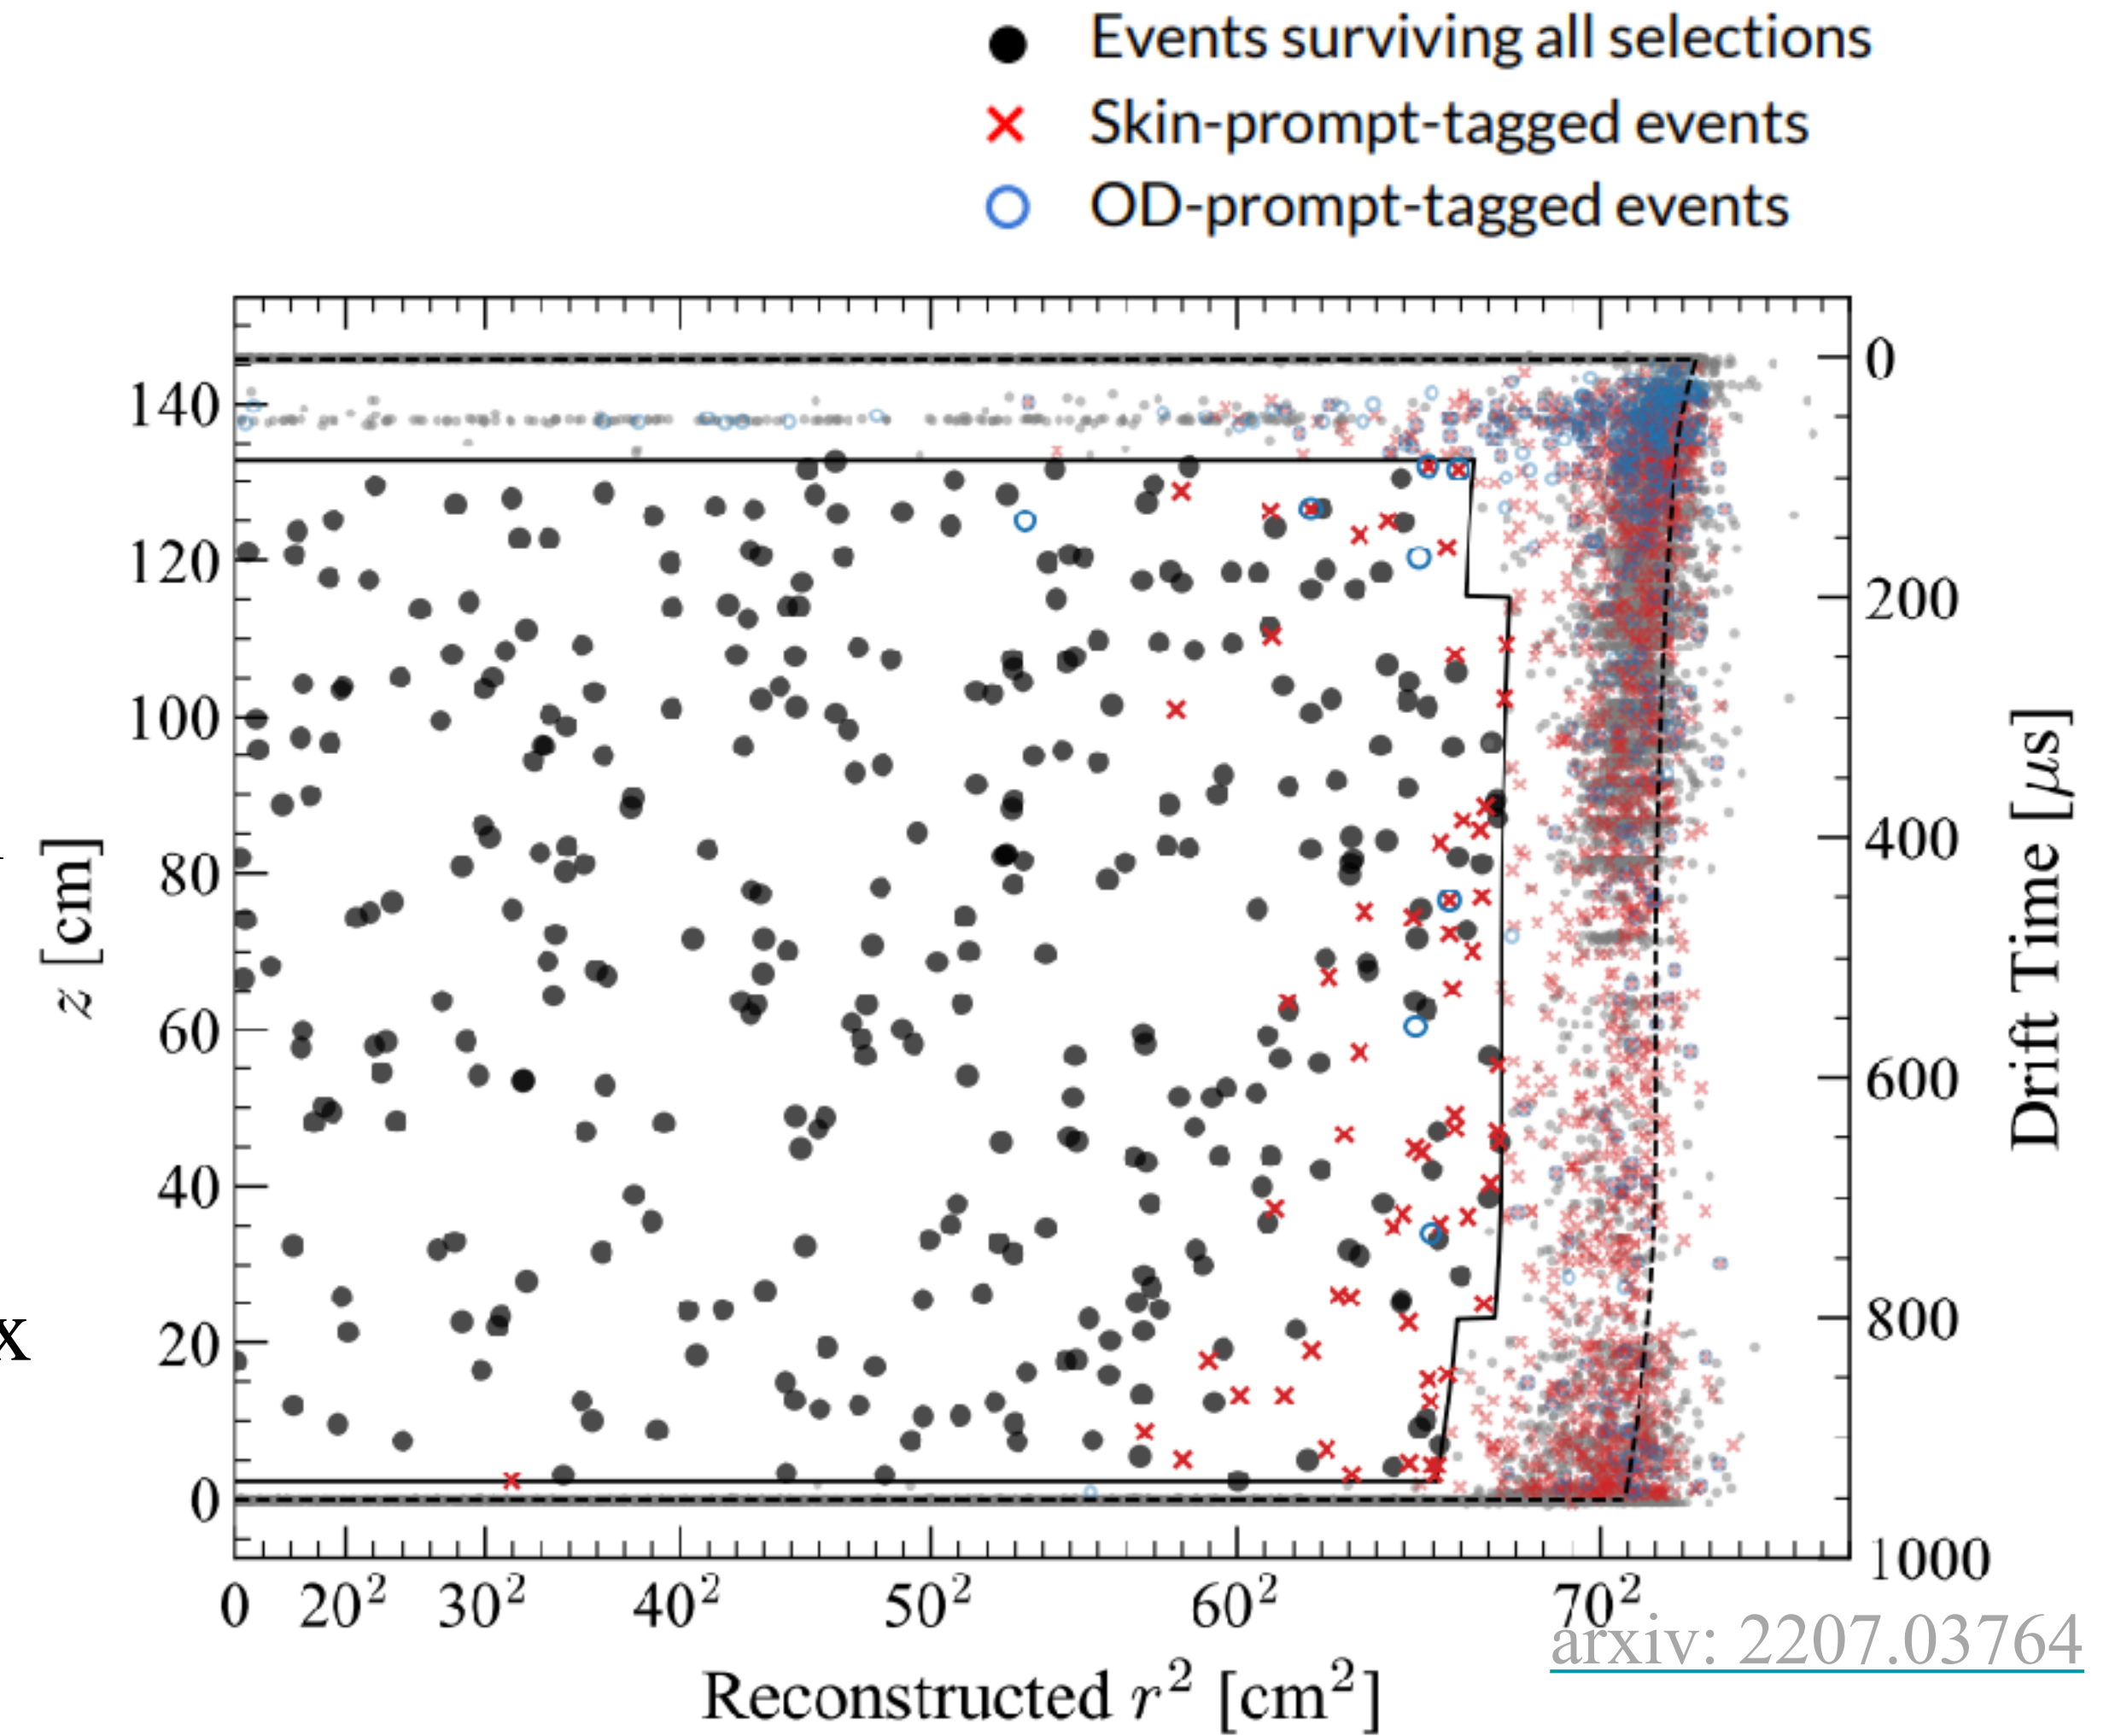 Events surviving all selections
Skin-prompt-tagged events
OD-prompt-tagged events
140
120
100
80
60
40
20
0
z [cm]
0
200
400
600
800
1000
Drift Time [μs]
0 20² 30² 40² 50² 60² 70²
Reconstructed r² [cm²]
arxiv: 2207.03764
x